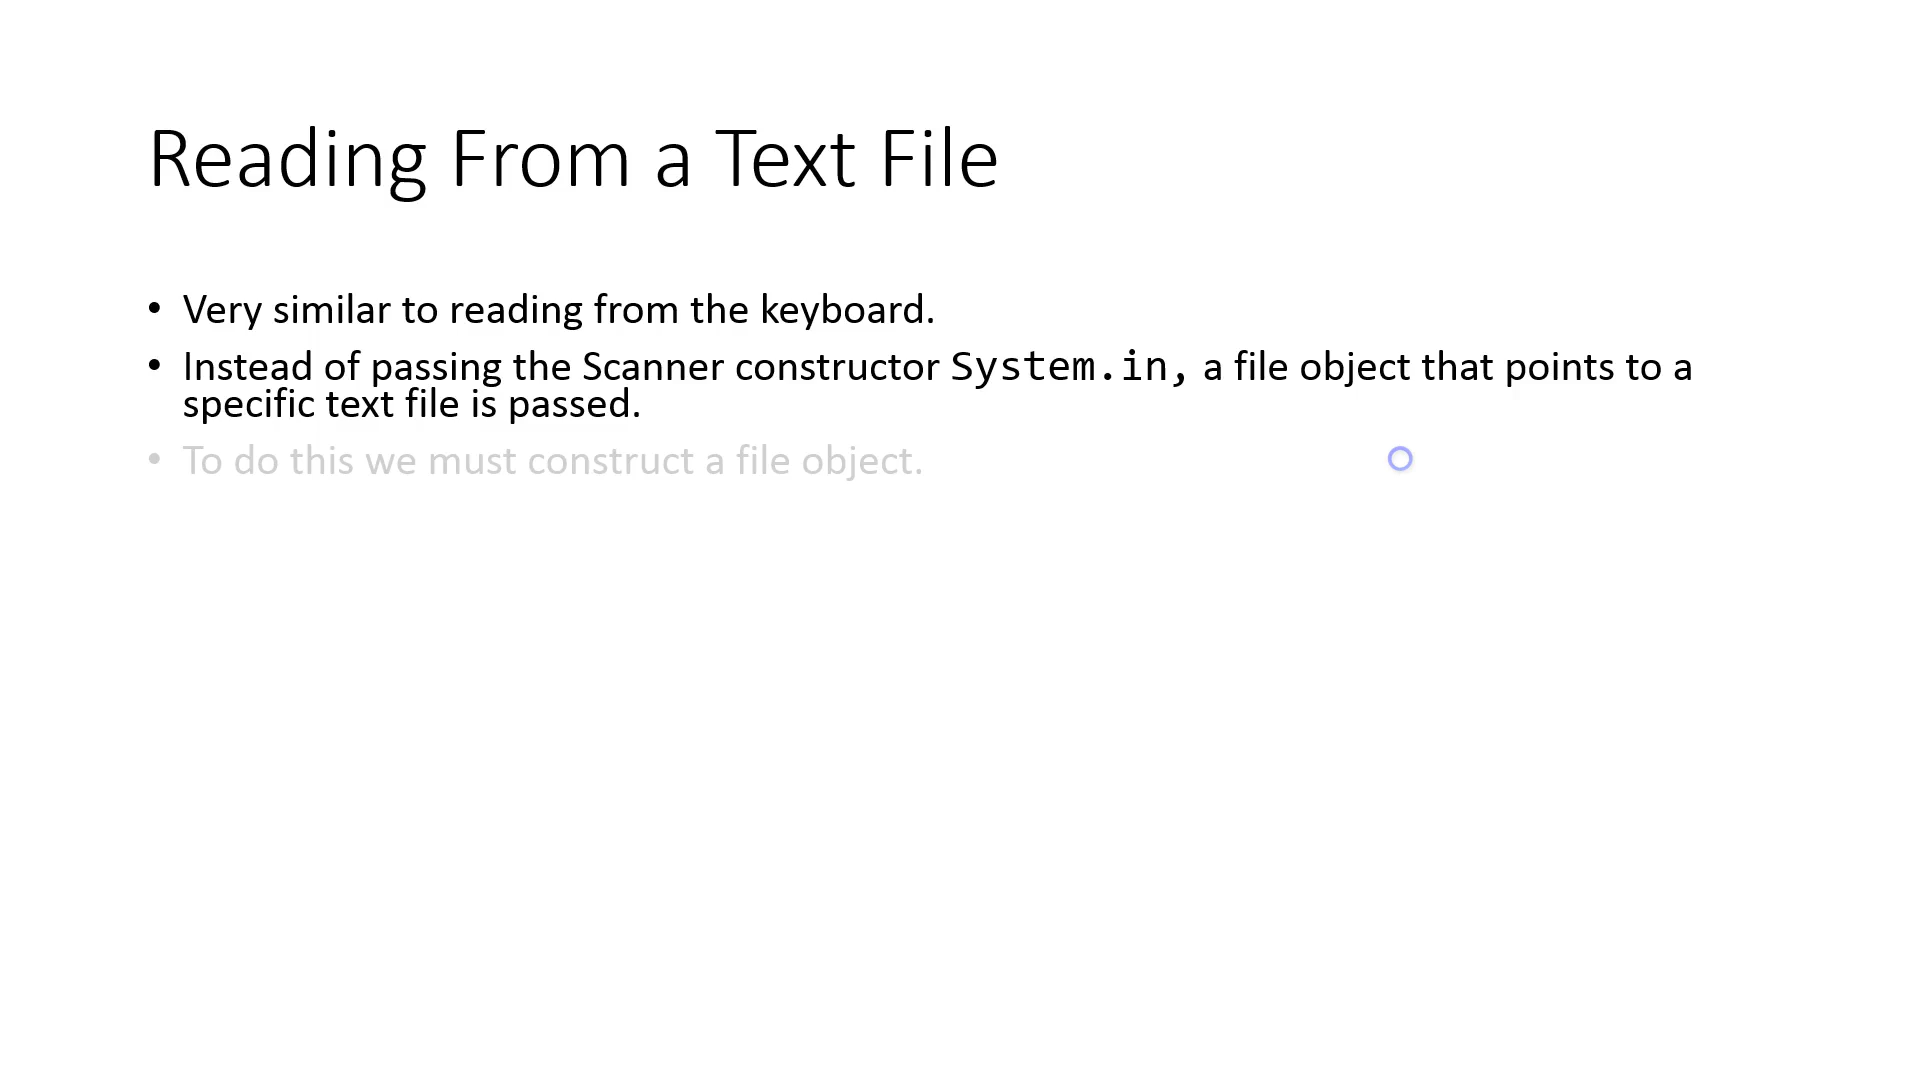 Reading From a Text File
• Very similar to reading from the keyboard.
• Instead of passing the Scanner constructor System.in, a file object that points to a
specific text file is passed.
• To do this we must construct a file object.